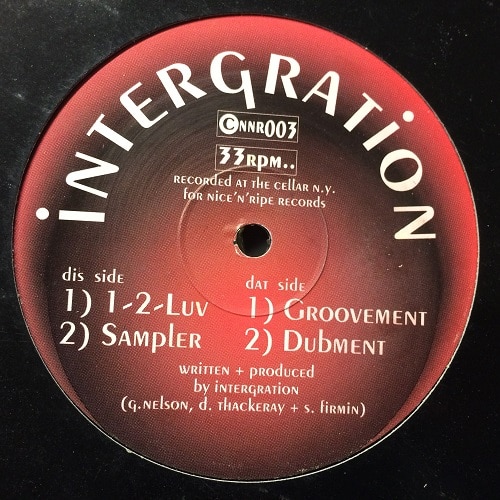 iNTERGRATiON
©NNR003
33RPM..
RECORDED AT THE CELLAR N.Y.
FOR NICE'N'RIPE RECORDS
dis side
1) 1-2-Luv
2) Sampler
dat side
1) Groovement
2) Dubment
written + produced
by intergration
(g.nelson, d. thackeray + s. firmin)